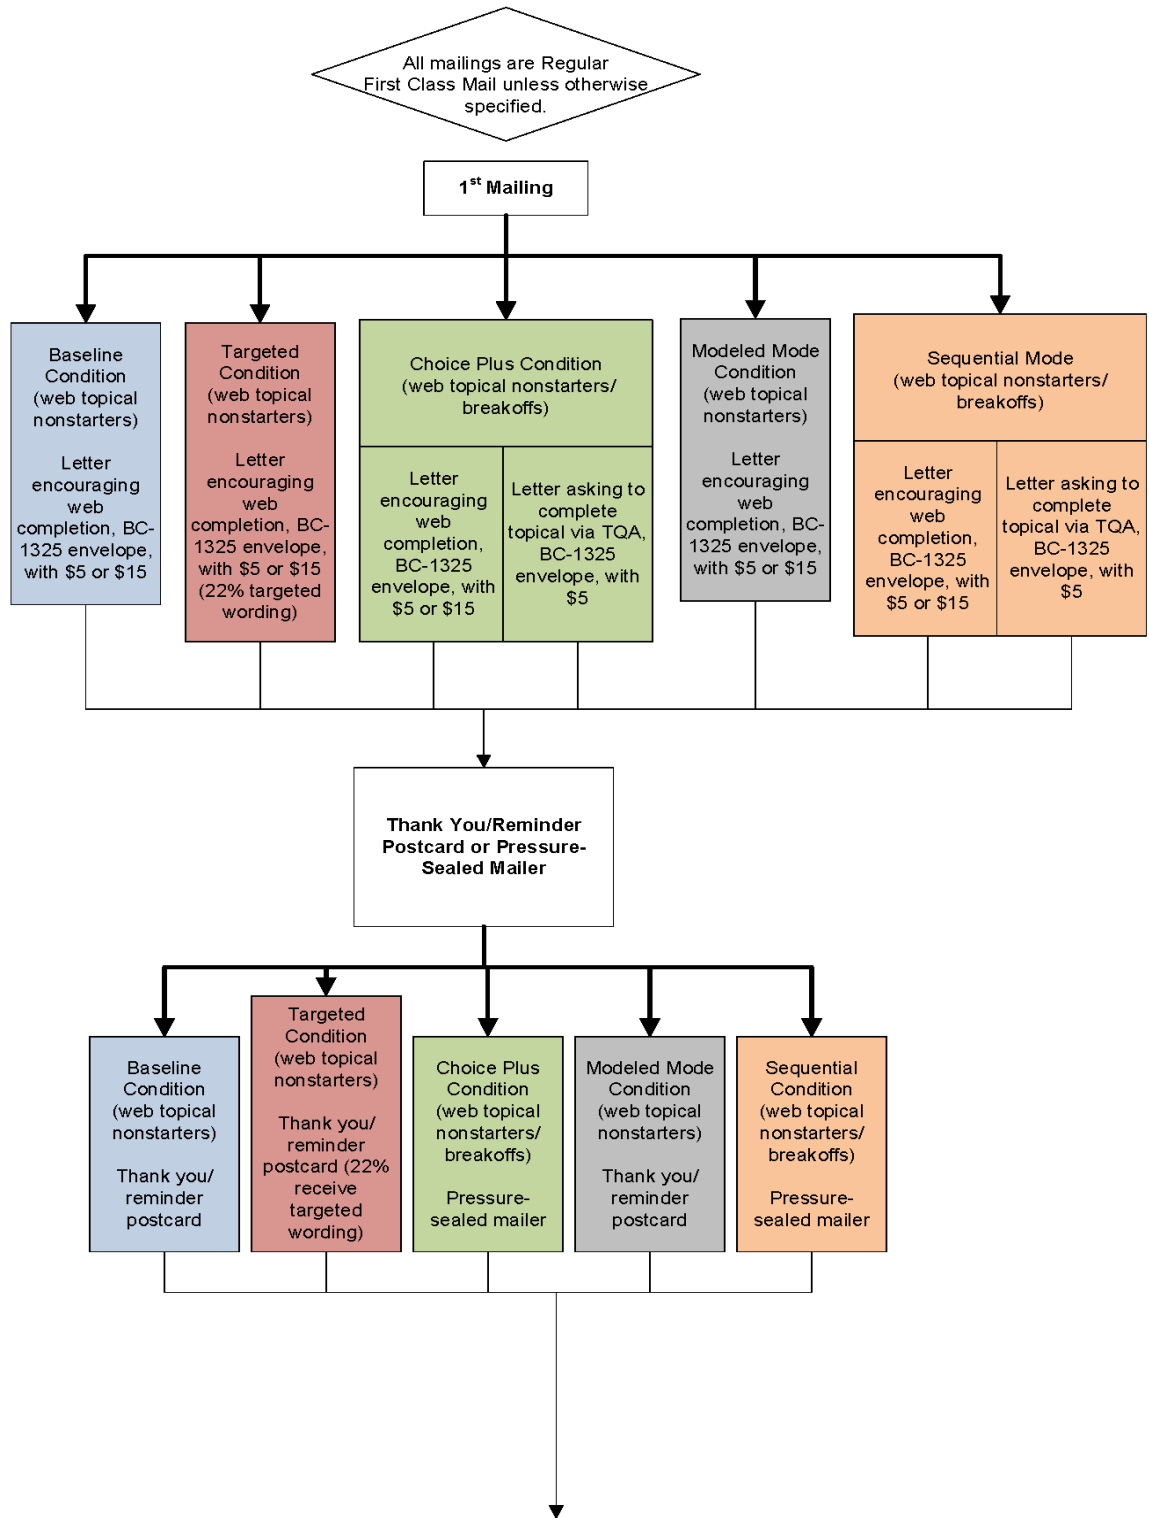 All mailings are Regular
First Class Mail unless otherwise
specified.
1st Mailing
Baseline
Condition
(web topical
nonstarters)
Letter
encouraging
web
completion, BC-
1325 envelope,
with $5 or $15
Targeted
Condition
(web topical
nonstarters)
Letter
encouraging
web
completion, BC-
1325 envelope,
with $5 or $15
(22% targeted
wording)
Choice Plus Condition
(web topical nonstarters/
breakoffs)
Letter
encouraging
web
completion,
BC-1325
envelope, with
$5 or $15
Letter asking to
complete
topical via TQA,
BC-1325
envelope, with
$5
Modeled Mode
Condition
(web topical
nonstarters)
Letter
encouraging
web
completion, BC-
1325 envelope,
with $5 or $15
Sequential Mode
(web topical nonstarters/
breakoffs)
Letter
encouraging
web
completion,
BC-1325
envelope, with
$5 or $15
Letter asking to
complete
topical via TQA,
BC-1325
envelope, with
$5
Thank You/Reminder
Postcard or Pressure-
Sealed Mailer
Baseline
Condition
(web topical
nonstarters)
Thank you/
reminder
postcard
Targeted
Condition
(web topical
nonstarters)
Thank you/
reminder
postcard (22%
receive
targeted
wording)
Choice Plus
Condition
(web topical
nonstarters/
breakoffs)
Pressure-
sealed mailer
Modeled Mode
Condition
(web topical
nonstarters)
Thank you/
reminder
postcard
Sequential
Condition
(web topical
nonstarters/
breakoffs)
Pressure-
sealed mailer